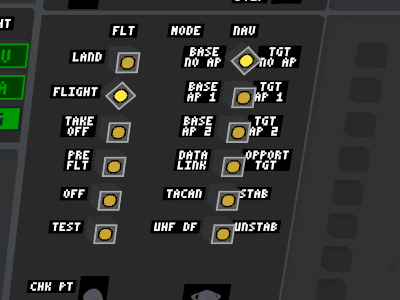 FLT MODE NAV
LAND BASE NO AP TGT NO AP
FLIGHT BASE AP 1 TGT AP 1
TAKE OFF BASE AP 2 TGT AP 2
PRE FLT DATA LINK OPPORT TGT
OFF TACAN STAB
TEST UHF DF UNSTAB
CHK PT